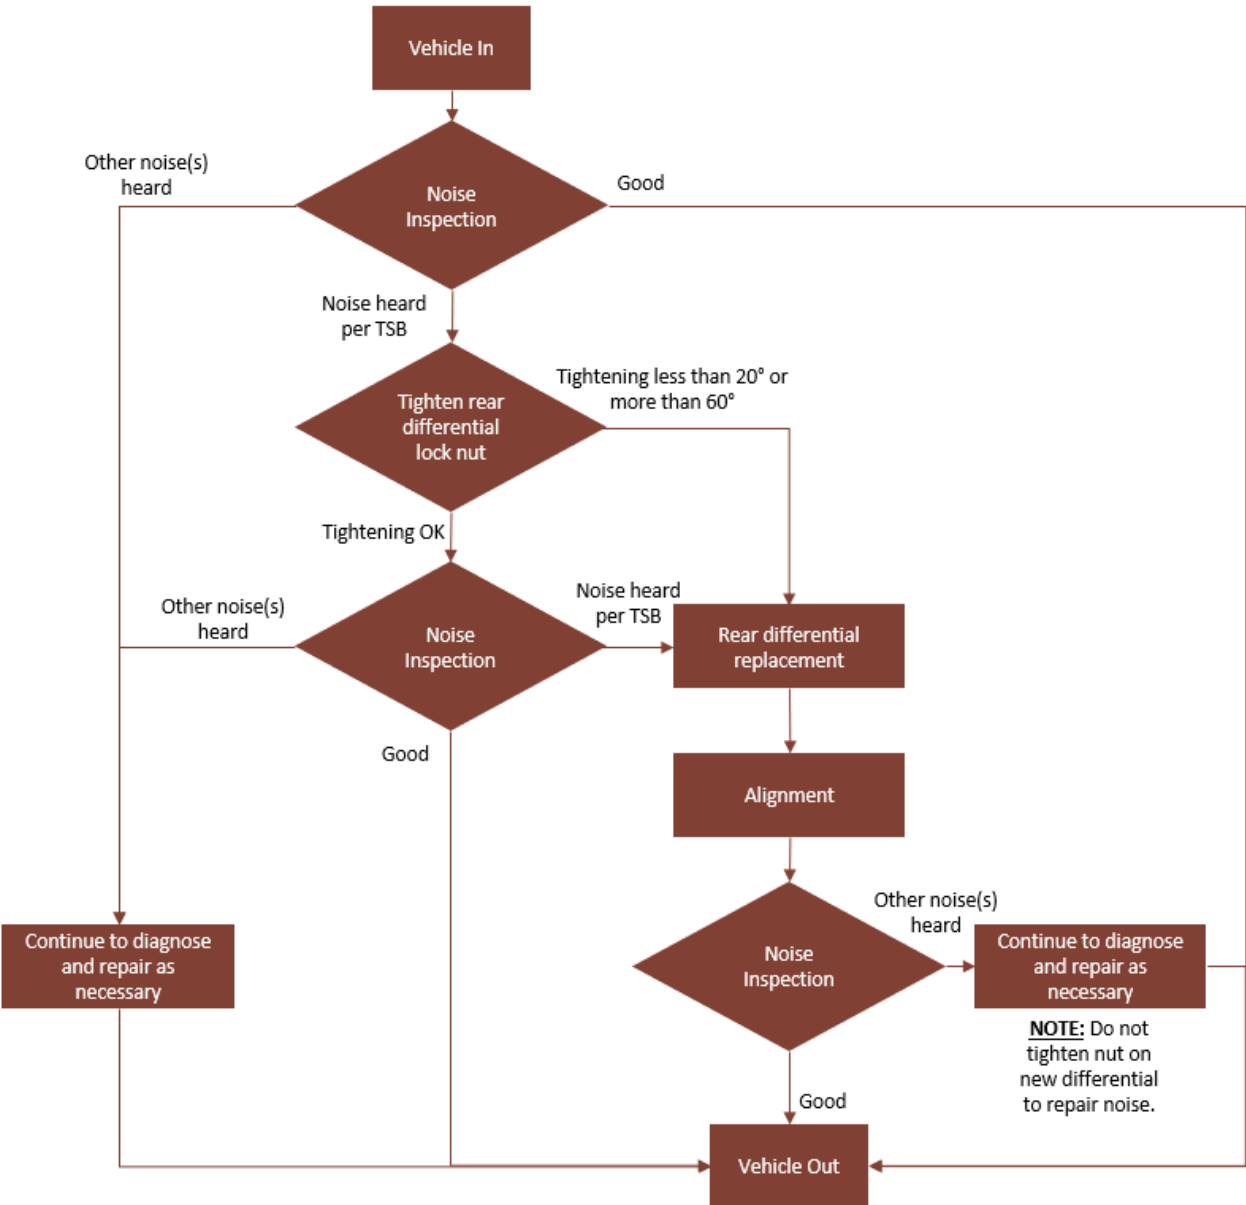 Vehicle In
Other noise(s)
heard
Noise
Inspection
Good
Noise heard
per TSB
Tighten rear
differential
lock nut
Tightening less than 20° or
more than 60°
Tightening OK
Other noise(s)
heard
Noise
Inspection
Noise heard
per TSB
Rear differential
replacement
Good
Alignment
Continue to diagnose
and repair as
necessary
Noise
Inspection
Other noise(s)
heard
Continue to diagnose
and repair as
necessary
NOTE: Do not
tighten nut on
new differential
to repair noise.
Good
Vehicle Out